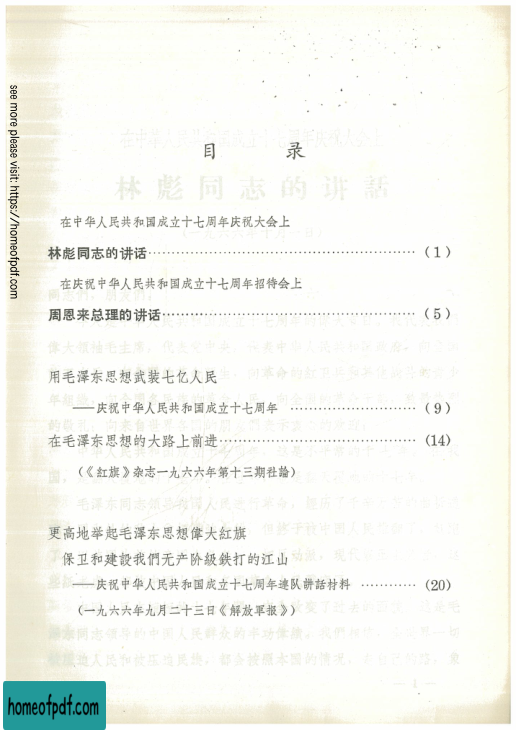 目　录
在中华人民共和国成立十七周年庆祝大会上
林彪同志的讲话……………………………………（1）
在庆祝中华人民共和国成立十七周年招待会上
周恩来总理的讲话…………………………………（5）
用毛泽东思想武装七亿人民
——庆祝中华人民共和国成立十七周年 ………………（9）
在毛澤东思想的大路上前进……………………………（14）
（《紅旗》杂志一九六六年第十三期社論）
更高地举起毛澤东思想偉大紅旗
保卫和建設我們无产阶級鉄打的江山
——庆祝中华人民共和国成立十七周年連队讲話材料 …………（20）
（一九六六年九月二十三日《解放軍报》）
see more please visit: https://homeofpdf.com
homeofpdf.com